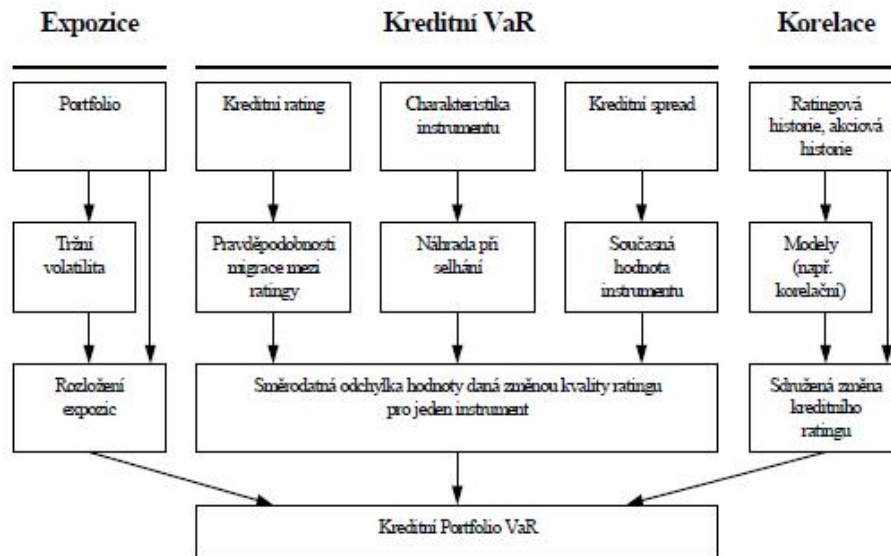 Expozice
Kreditní VaR
Korelace
Portfolio
Kreditní rating
Charakteristika
instrumentu
Kreditní spread
Ratingová
historie, akciová
historie
Tržní
volatilita
Pravděpodobnosti
migrace mezi
ratingy
Náhrada při
selhání
Současná
hodnota
instrumentu
Modely
(např.
korelační)
Rozložení
expozic
Směrodatná odchylka hodnoty daná změnou kvality ratingu
pro jeden instrument
Sdružená změna
kreditního
ratingu
Kreditní Portfolio VaR